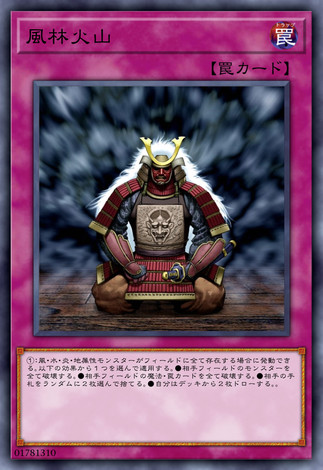 風林火山
トラップ
罠
【罠カード】
①:風・水・炎・地属性モンスターがフィールドに全て存在する場合に発動でき
る。以下の効果から１つを選んで適用する。●相手フィールドのモンスターを
全て破壊する。●相手フィールドの魔法・罠カードを全て破壊する。●相手の手
札をランダムに２枚選んで捨てる。●自分はデッキから２枚ドローする。。
01781310